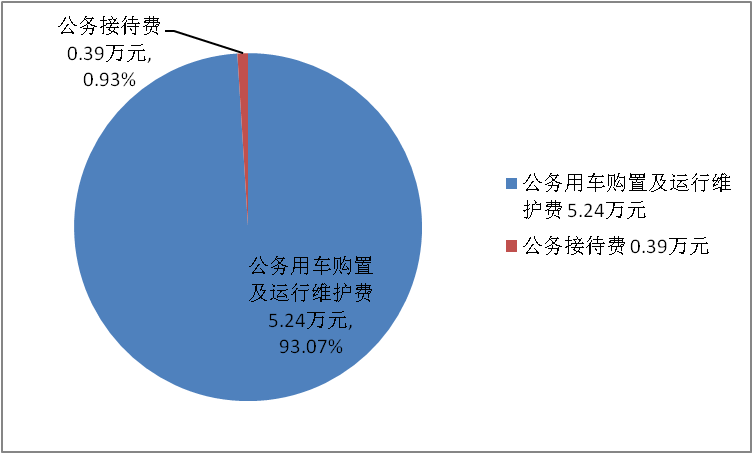 公务接待费
0.39万元,
0.93%
公务用车购置
及运行维护费
5.24万元,
93.07%
公务用车购置及运行维
护费 5.24万元
公务接待费 0.39万元